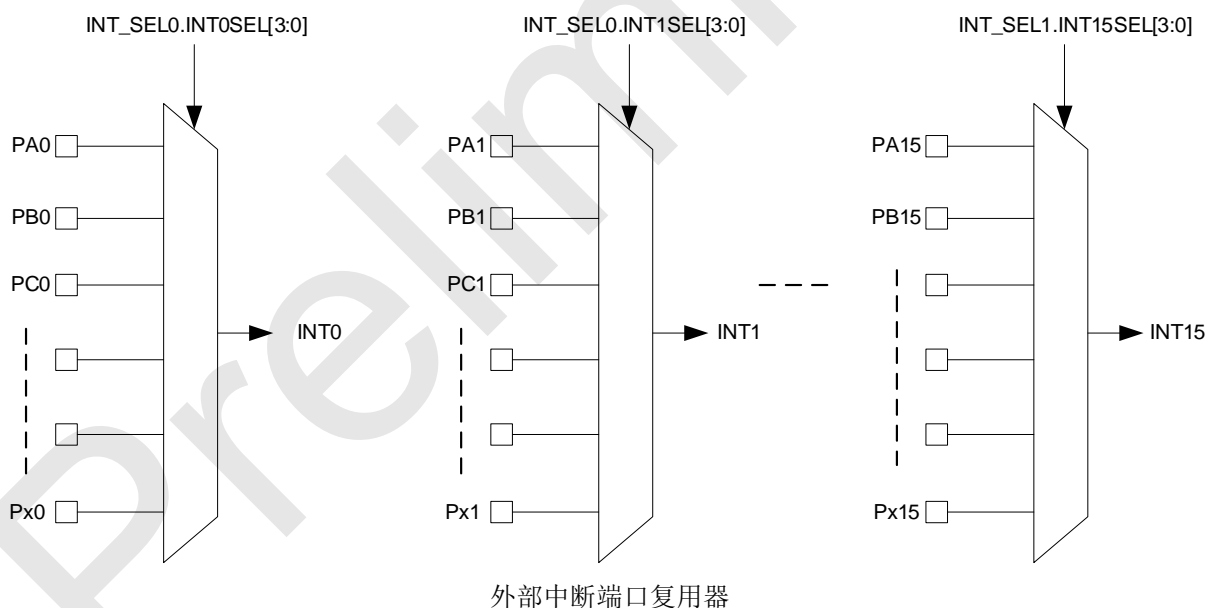 INT_SEL0.INT0SEL[3:0]
INT_SEL0.INT1SEL[3:0]
INT_SEL1.INT15SEL[3:0]
PA0
PB0
PC0
Px0
INT0
PA1
PB1
PC1
Px1
INT1
PA15
PB15
Px15
INT15
外部中断端口复用器
Prelim